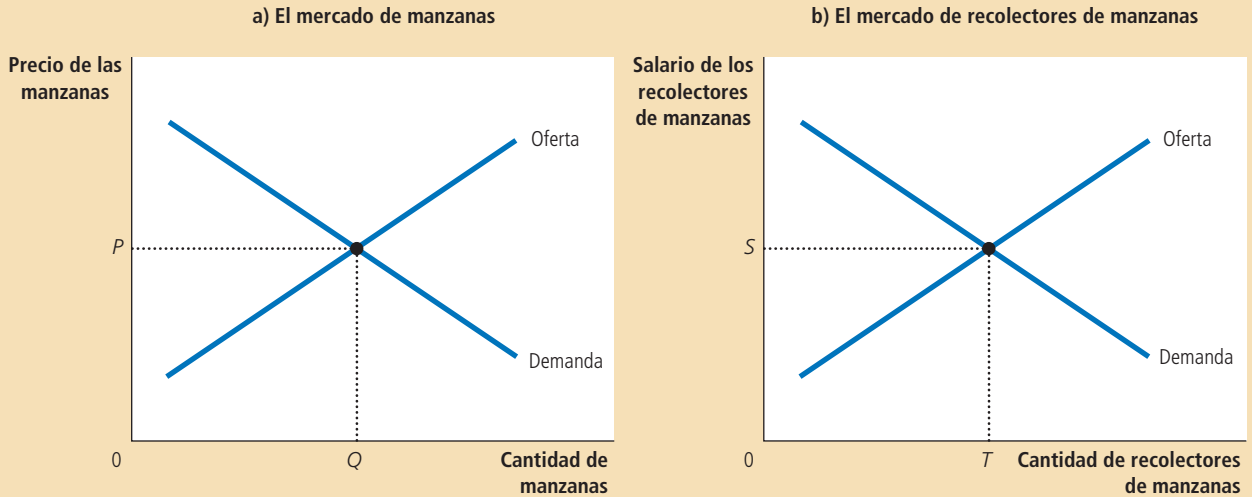 a) El mercado de manzanas
Precio de las
manzanas
Oferta
P
Demanda
0
Q
Cantidad de
manzanas
b) El mercado de recolectores de manzanas
Salario de los
recolectores
de manzanas
Oferta
S
Demanda
0
T
Cantidad de recolectores
de manzanas